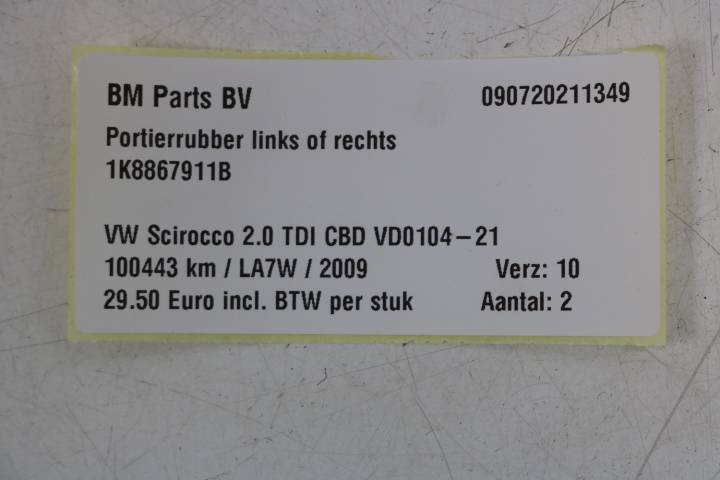 BM Parts BV 090720211349
Portierrubber links of rechts
1K8867911B
VW Scirocco 2.0 TDI CBD VD0104-21
100443 km / LA7W / 2009 Verz: 10
29.50 Euro incl. BTW per stuk Aantal: 2